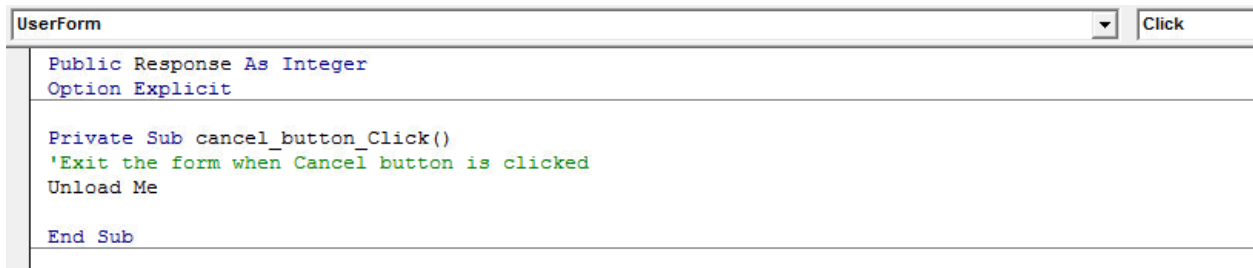 UserForm Click
Public Response As Integer
Option Explicit
Private Sub cancel_button_Click()
'Exit the form when Cancel button is clicked
Unload Me
End Sub